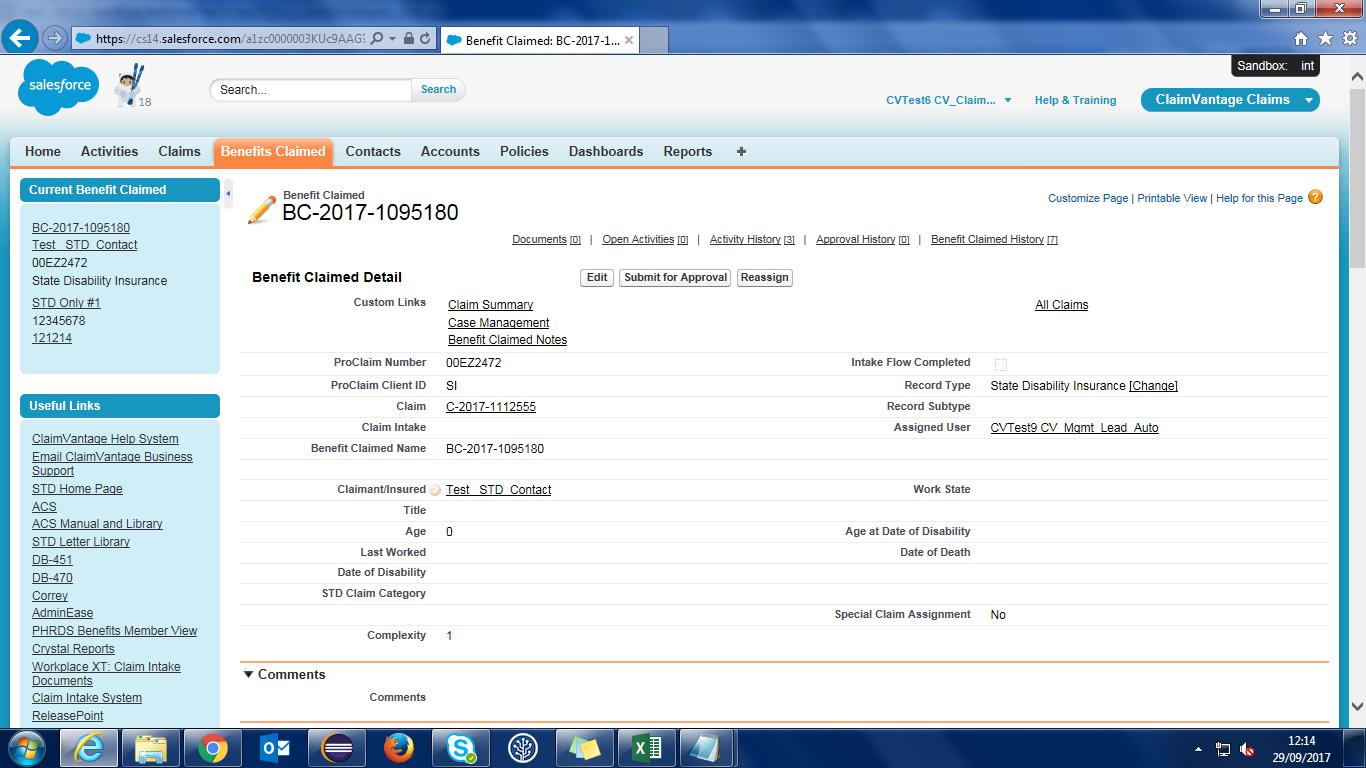 https://cs14.salesforce.com/a1zc0000003KUc9AAG
Benefit Claimed: BC-2017-1...
Sandbox: int
salesforce
18
Search...
Search
CVTest6 CV_Claim...
Help & Training
ClaimVantage Claims
Home Activities Claims Benefits Claimed Contacts Accounts Policies Dashboards Reports +
Current Benefit Claimed
BC-2017-1095180
Test_ STD_Contact
00EZ2472
State Disability Insurance
STD Only #1
12345678
121214
Useful Links
ClaimVantage Help System
Email ClaimVantage Business
Support
STD Home Page
ACS
ACS Manual and Library
STD Letter Library
DB-451
DB-470
Correy
AdminEase
PHRDS Benefits Member View
Crystal Reports
Workplace XT: Claim Intake
Documents
Claim Intake System
ReleasePoint
Benefit Claimed
BC-2017-1095180
Customize Page | Printable View | Help for this Page
Documents [0] | Open Activities [0] | Activity History [3] | Approval History [0] | Benefit Claimed History [7]
Benefit Claimed Detail
Edit Submit for Approval Reassign
Custom Links Claim Summary All Claims
Case Management
Benefit Claimed Notes
ProClaim Number 00EZ2472 Intake Flow Completed
ProClaim Client ID SI Record Type State Disability Insurance [Change]
Claim C-2017-1112555 Record Subtype
Claim Intake Assigned User CVTest9 CV_Mgmt_Lead_Auto
Benefit Claimed Name BC-2017-1095180
Claimant/Insured Test_ STD_Contact Work State
Title
Age 0 Age at Date of Disability
Last Worked Date of Death
Date of Disability
STD Claim Category
Special Claim Assignment No
Complexity 1
Comments
Comments
12:14
29/09/2017